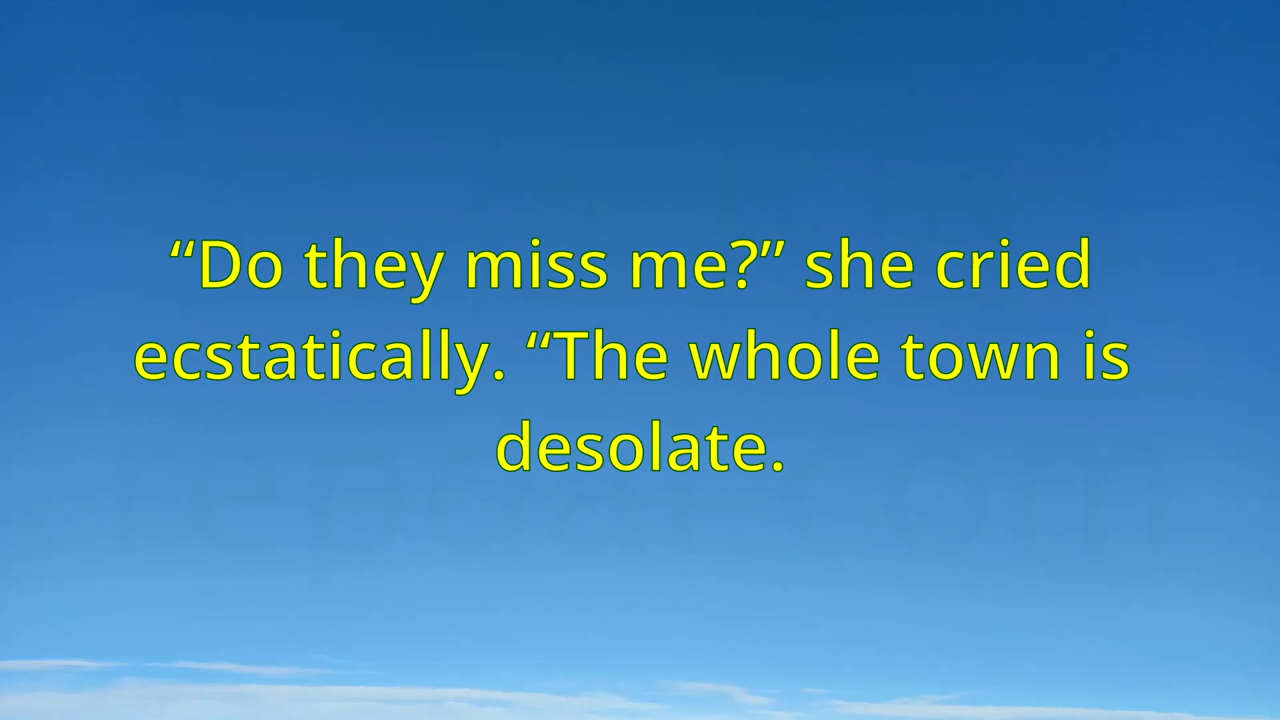 “Do they miss me?” she cried
ecstatically. “The whole town is
desolate.